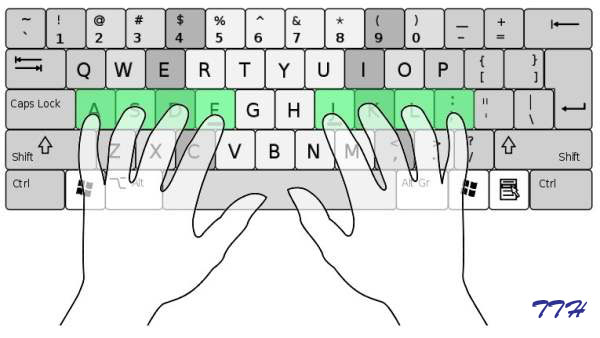 ~ ! @ # $ % ^ & * ( ) _ +
` 1 2 3 4 5 6 7 8 9 0 - =
Q W E R T Y U I O P { }
[ ]
Caps Lock A S D F G H J K L : " |
; ' \
Shift Z X C V B N M < > ? Shift
, . /
Ctrl Alt Alt Gr Ctrl
TTH